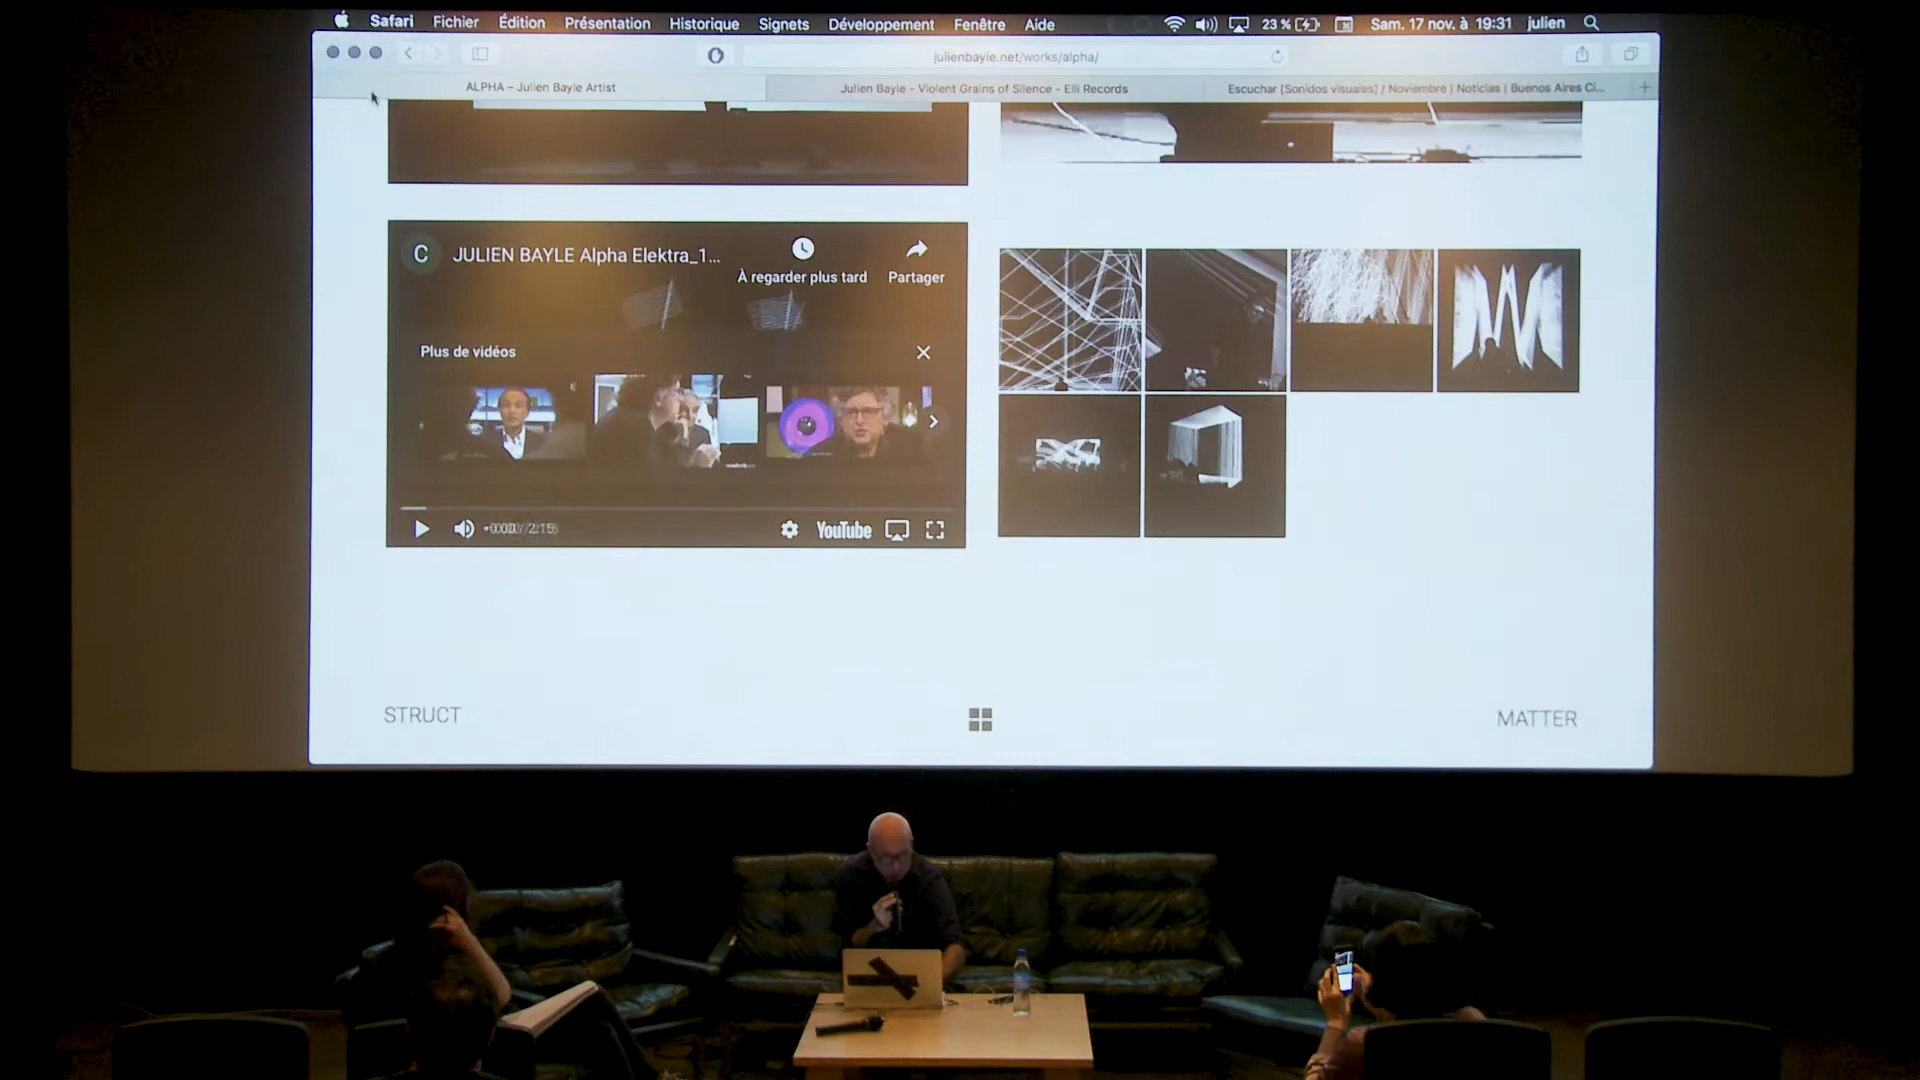 Safari Fichier Édition Présentation Historique Signets Développement Fenêtre Aide 23 % Sam. 17 nov. à 19:31 julien
julienbayle.net/works/alpha/
ALPHA – Julien Bayle Artist
Julien Bayle - Violent Grains of Silence - Elli Records
Escuchar [Sonidos visuales] / Noviembre | Noticias | Buenos Aires Ci...
C JULIEN BAYLE Alpha Elektra_1...
À regarder plus tard
Partager
Plus de vidéos
YouTube
STRUCT
MATTER